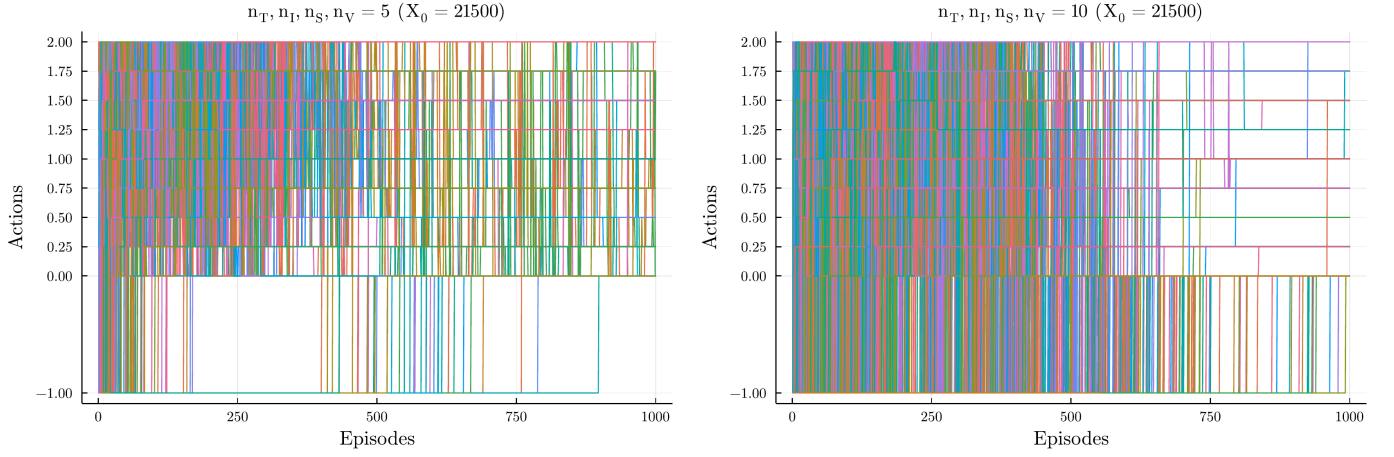 n_T, n_I, n_S, n_V = 5 (X_0 = 21500)
2.00
1.75
1.50
1.25
1.00
0.75
0.50
0.25
0.00
−1.00
Actions
0 250 500 750 1000
Episodes
n_T, n_I, n_S, n_V = 10 (X_0 = 21500)
2.00
1.75
1.50
1.25
1.00
0.75
0.50
0.25
0.00
−1.00
Actions
0 250 500 750 1000
Episodes